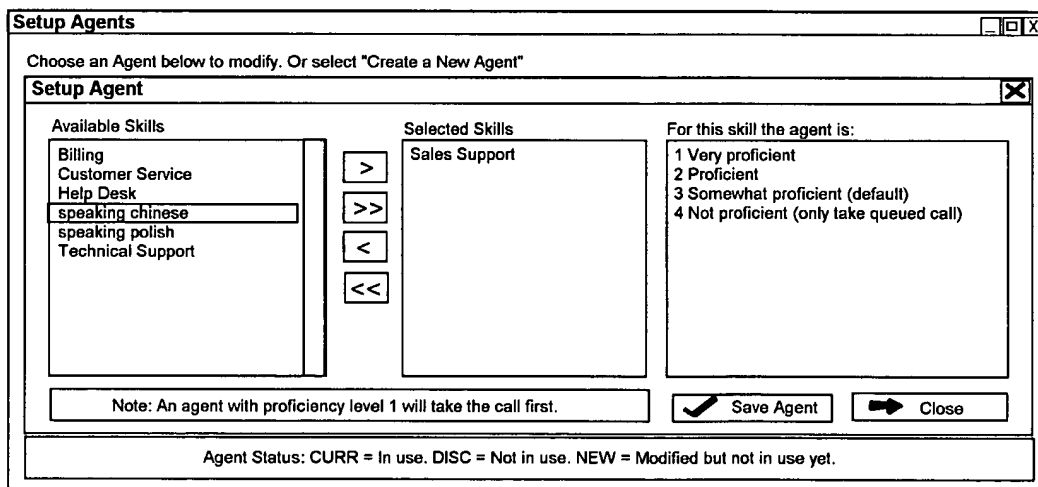 Setup Agents
Choose an Agent below to modify. Or select "Create a New Agent"
Setup Agent
Available Skills
Billing
Customer Service
Help Desk
speaking chinese
speaking polish
Technical Support
>
>>
<
<<
Selected Skills
Sales Support
For this skill the agent is:
1 Very proficient
2 Proficient
3 Somewhat proficient (default)
4 Not proficient (only take queued call)
Note: An agent with proficiency level 1 will take the call first.
Save Agent
Close
Agent Status: CURR = In use. DISC = Not in use. NEW = Modified but not in use yet.